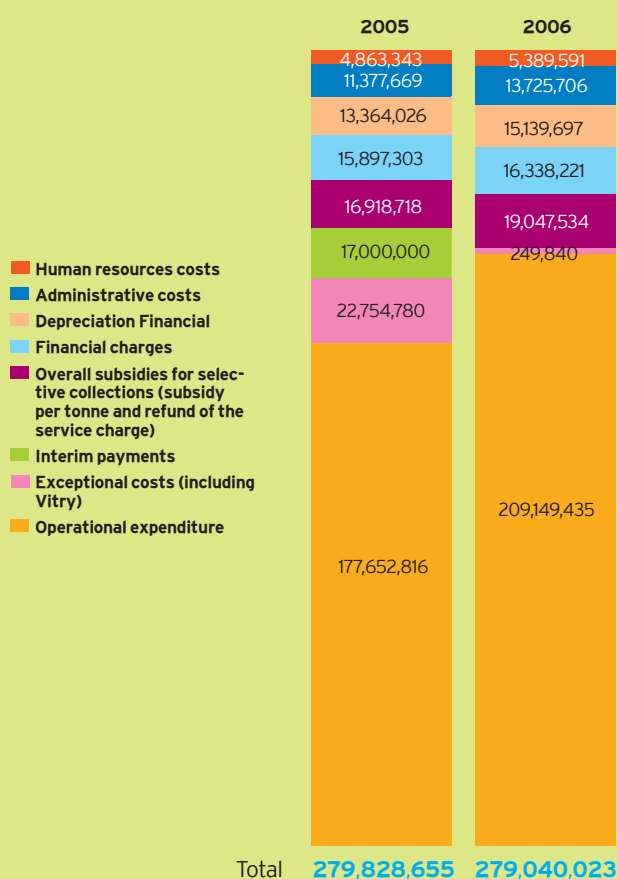 2005 2006
4,863,343 5,389,591
11,377,669 13,725,706
13,364,026 15,139,697
15,897,303 16,338,221
16,918,718 19,047,534
17,000,000 249,840
22,754,780
177,652,816 209,149,435
Human resources costs
Administrative costs
Depreciation Financial
Financial charges
Overall subsidies for selec-
tive collections (subsidy
per tonne and refund of the
service charge)
Interim payments
Exceptional costs (including
Vitry)
Operational expenditure
Total 279,828,655 279,040,023